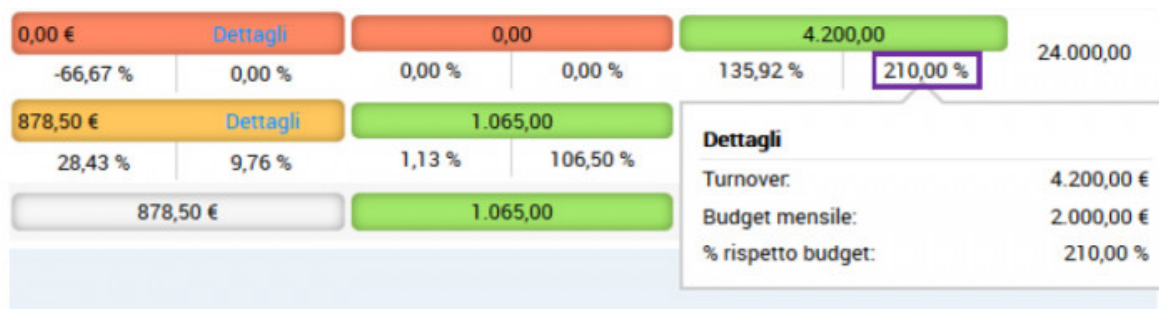 0,00 € Dettagli 0,00 4.200,00 24.000,00
-66,67 % 0,00 % 0,00 % 0,00 % 135,92 % 210,00 %
878,50 € Dettagli 1.065,00
28,43 % 9,76 % 1,13 % 106,50 %
878,50 € 1.065,00
Dettagli
Turnover: 4.200,00 €
Budget mensile: 2.000,00 €
% rispetto budget: 210,00 %